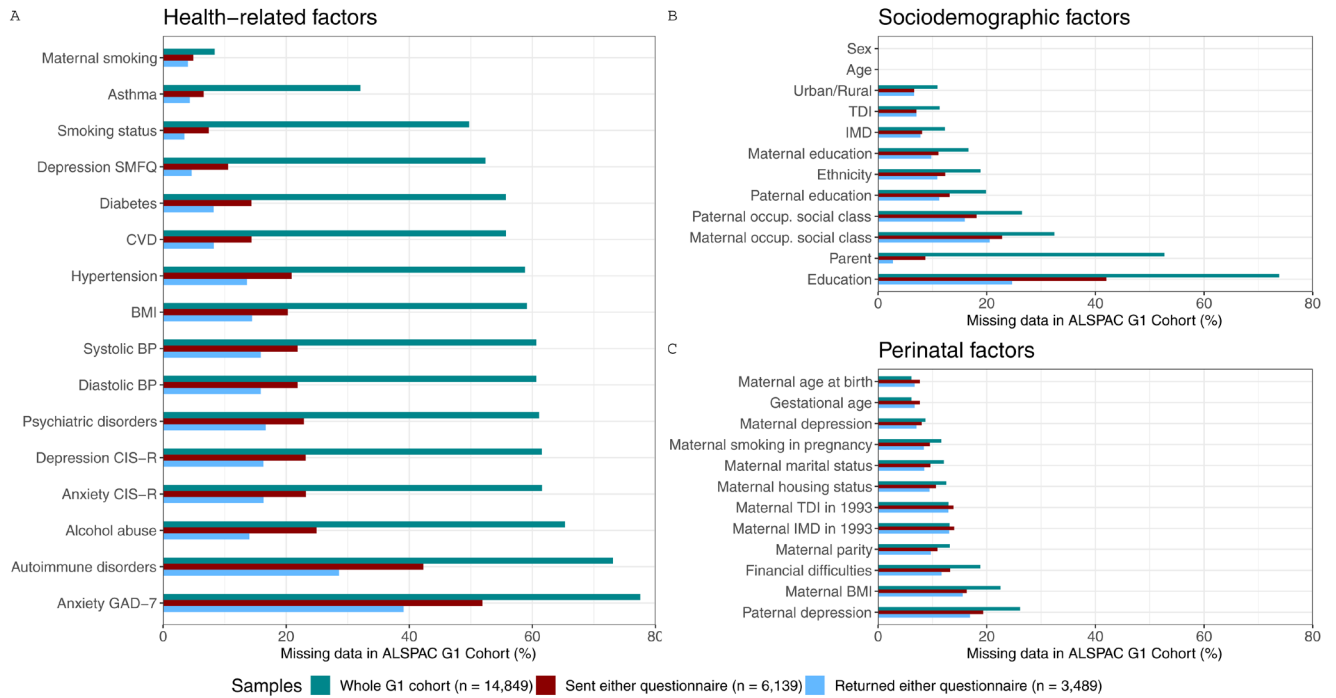 A
Health-related factors
Maternal smoking
Asthma
Smoking status
Depression SMFQ
Diabetes
CVD
Hypertension
BMI
Systolic BP
Diastolic BP
Psychiatric disorders
Depression CIS-R
Anxiety CIS-R
Alcohol abuse
Autoimmune disorders
Anxiety GAD-7
0 20 40 60 80
Missing data in ALSPAC G1 Cohort (%)
B
Sociodemographic factors
Sex
Age
Urban/Rural
TDI
IMD
Maternal education
Ethnicity
Paternal education
Paternal occup. social class
Maternal occup. social class
Parent
Education
0 20 40 60 80
Missing data in ALSPAC G1 Cohort (%)
C
Perinatal factors
Maternal age at birth
Gestational age
Maternal depression
Maternal smoking in pregnancy
Maternal marital status
Maternal housing status
Maternal TDI in 1993
Maternal IMD in 1993
Maternal parity
Financial difficulties
Maternal BMI
Paternal depression
0 20 40 60 80
Missing data in ALSPAC G1 Cohort (%)
Samples Whole G1 cohort (n = 14,849) Sent either questionnaire (n = 6,139) Returned either questionnaire (n = 3,489)